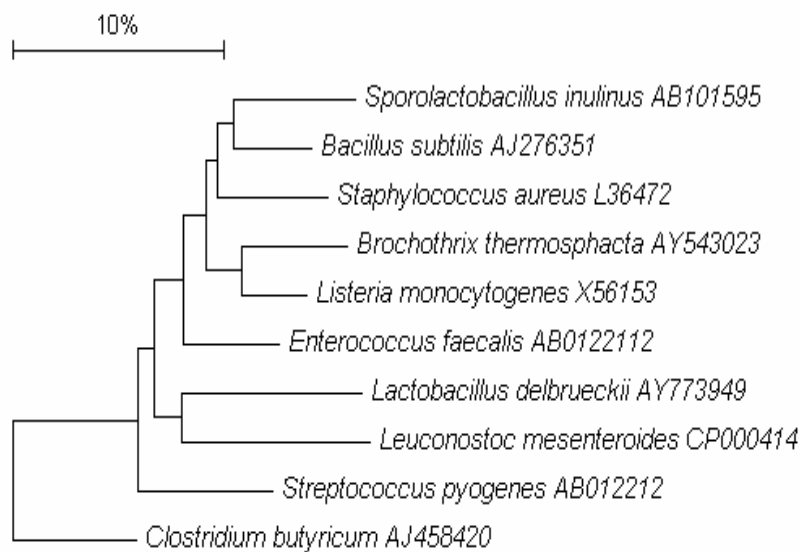 10%
Sporolactobacillus inulinus AB101595
Bacillus subtilis AJ276351
Staphylococcus aureus L36472
Brochothrix thermosphacta AY543023
Listeria monocytogenes X56153
Enterococcus faecalis AB0122112
Lactobacillus delbrueckii AY773949
Leuconostoc mesenteroides CP000414
Streptococcus pyogenes AB012212
Clostridium butyricum AJ458420